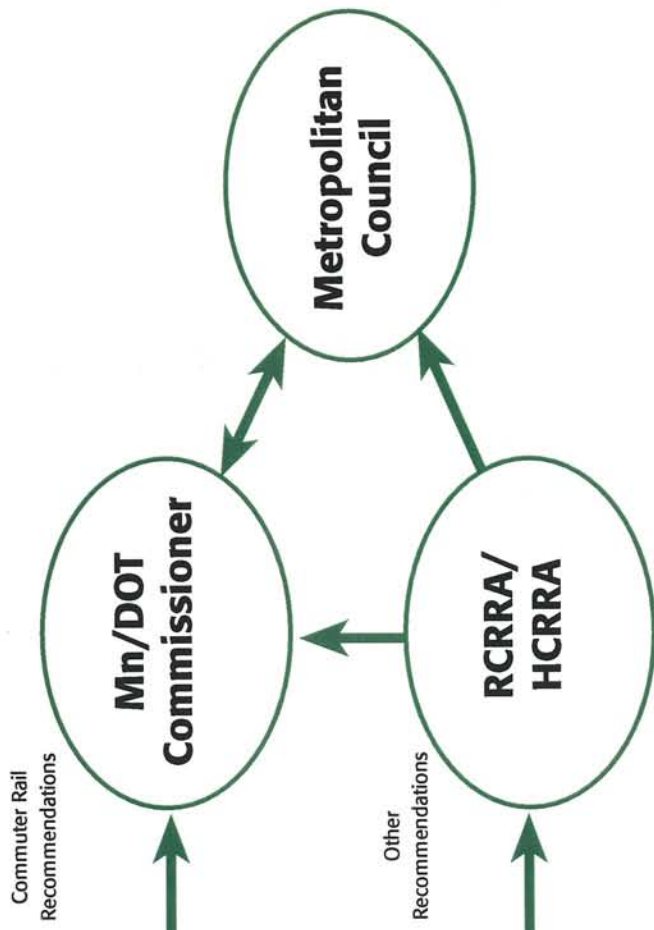 Commuter Rail
Recommendations
Mn/DOT
Commissioner
Metropolitan
Council
Other
Recommendations
RCRRA/
HCRRA